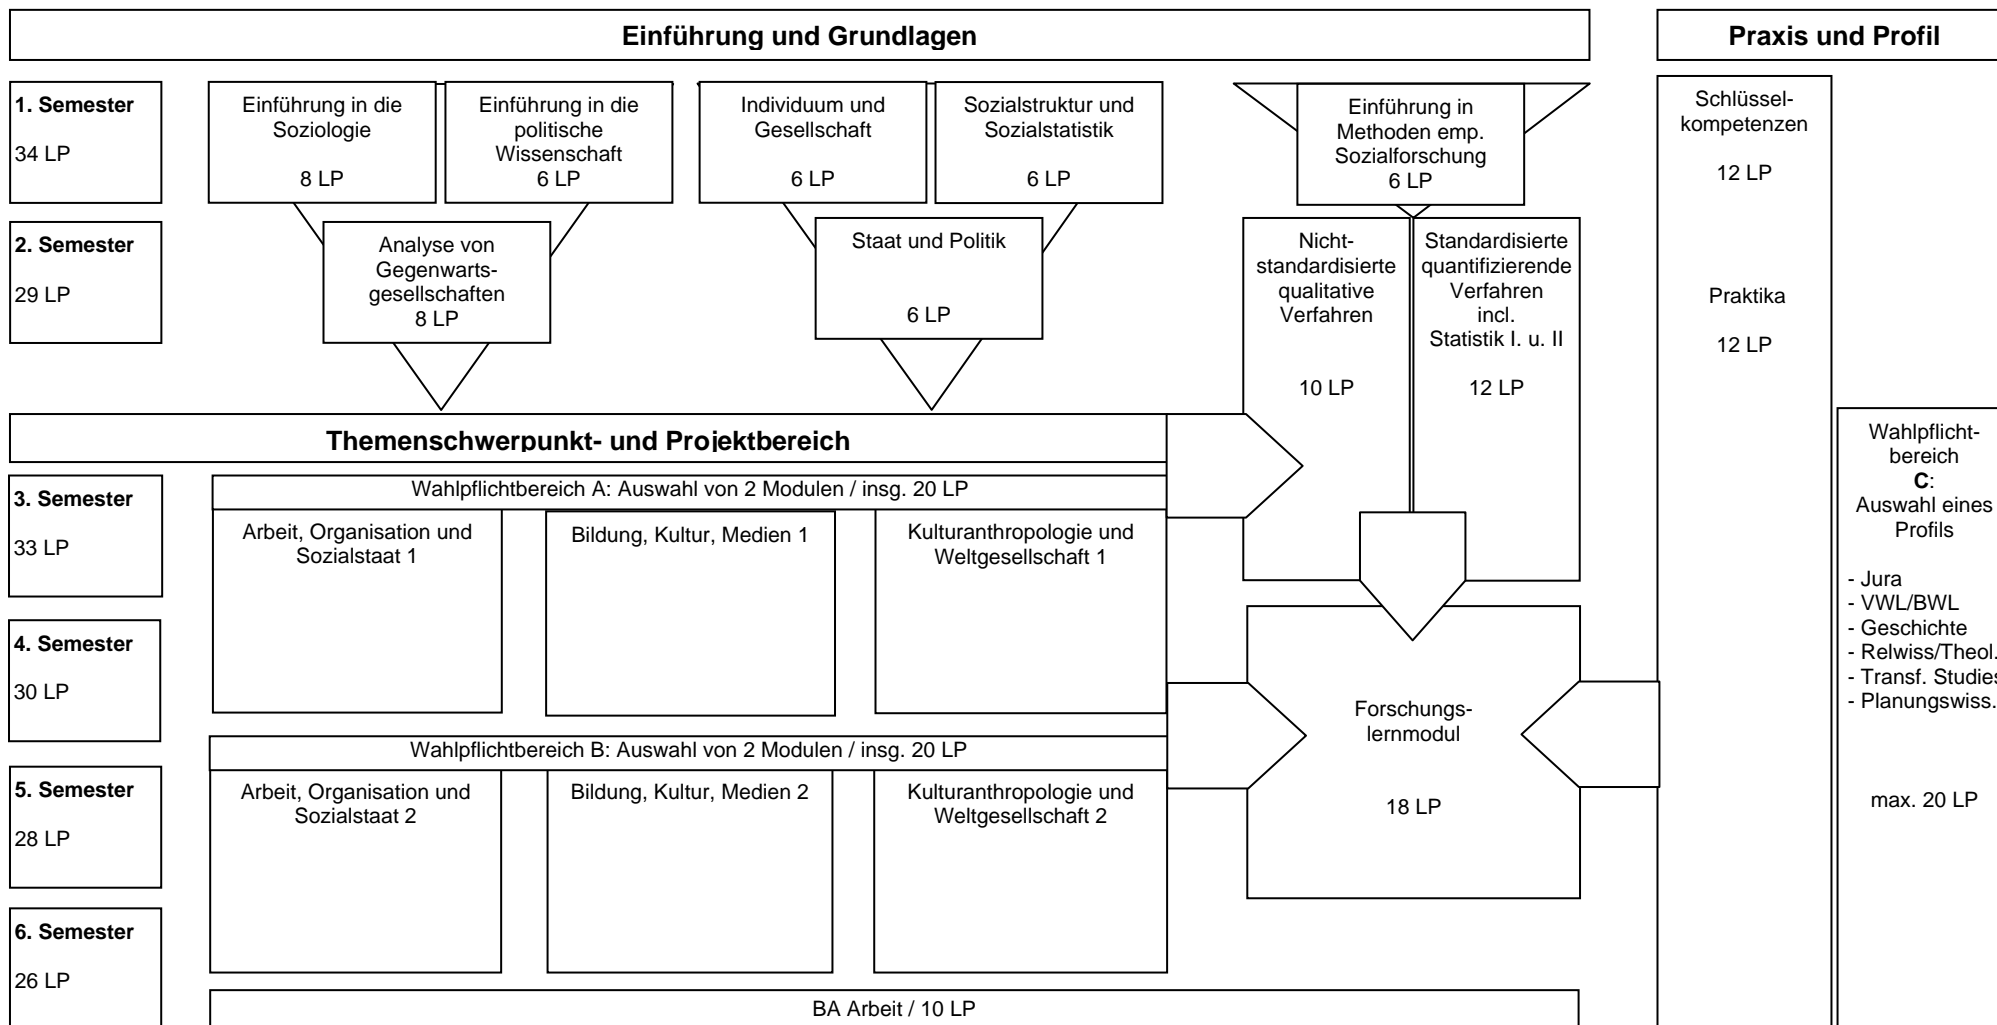 Einführung und Grundlagen
Praxis und Profil
1. Semester
34 LP
Einführung in die
Soziologie
8 LP
Einführung in die
politische
Wissenschaft
6 LP
Individuum und
Gesellschaft
6 LP
Sozialstruktur und
Sozialstatistik
6 LP
Einführung in
Methoden emp.
Sozialforschung
6 LP
Schlüssel-
kompetenzen
12 LP
2. Semester
29 LP
Analyse von
Gegenwarts-
gesellschaften
8 LP
Staat und Politik
6 LP
Nicht-
standardisierte
qualitative
Verfahren
10 LP
Standardisierte
quantifizierende
Verfahren
incl.
Statistik I. u. II
12 LP
Praktika
12 LP
Themenschwerpunkt- und Projektbereich
Wahlpflicht-
bereich
C:
Auswahl eines
Profils
- Jura
- VWL/BWL
- Geschichte
- Relwiss/Theol.
- Transf. Studies
- Planungswiss.
max. 20 LP
3. Semester
33 LP
Wahlpflichtbereich A: Auswahl von 2 Modulen / insg. 20 LP
Arbeit, Organisation und
Sozialstaat 1
Bildung, Kultur, Medien 1
Kulturanthropologie und
Weltgesellschaft 1
4. Semester
30 LP
Forschungs-
lernmodul
18 LP
Wahlpflichtbereich B: Auswahl von 2 Modulen / insg. 20 LP
5. Semester
28 LP
Arbeit, Organisation und
Sozialstaat 2
Bildung, Kultur, Medien 2
Kulturanthropologie und
Weltgesellschaft 2
6. Semester
26 LP
BA Arbeit / 10 LP